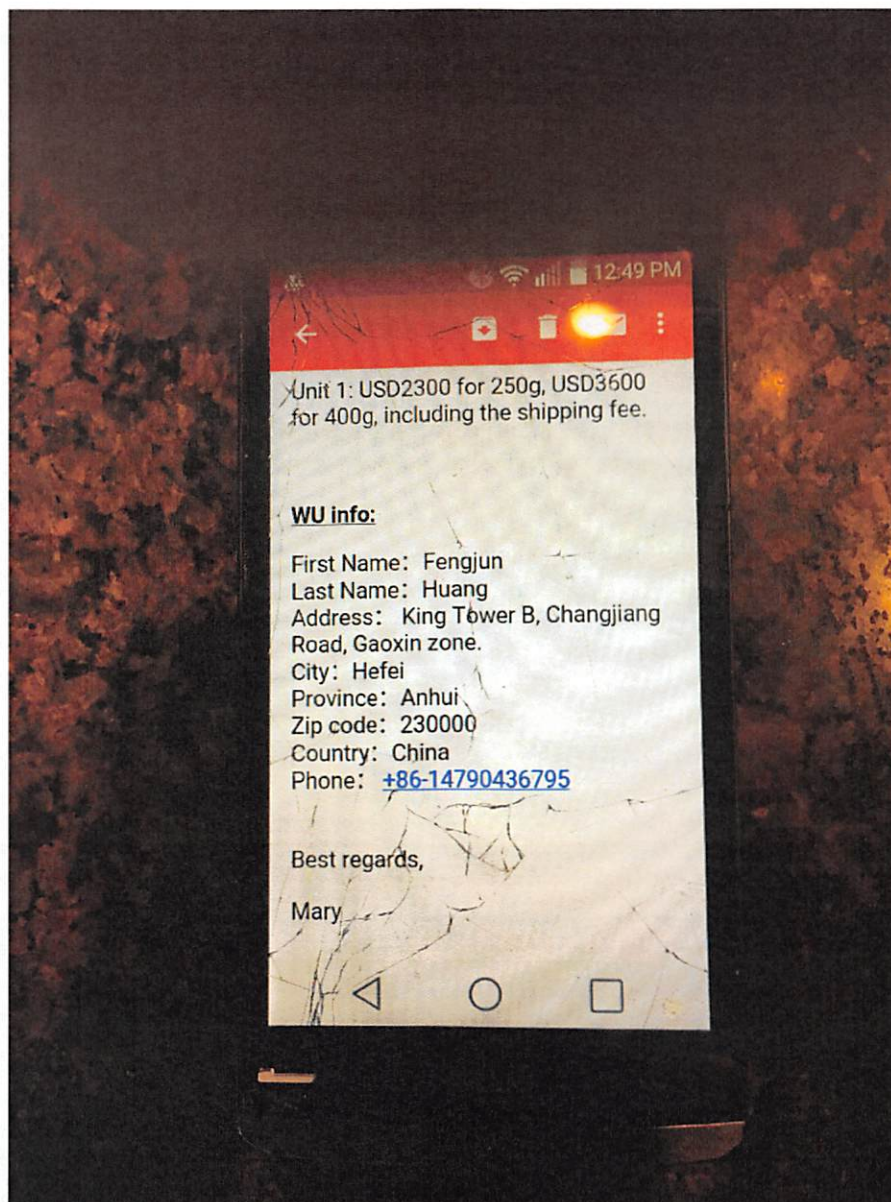 12:49 PM
Unit 1: USD2300 for 250g, USD3600
for 400g, including the shipping fee.
WU info:
First Name： Fengjun
Last Name： Huang
Address： King Tower B, Changjiang
Road, Gaoxin zone.
City： Hefei
Province： Anhui
Zip code： 230000
Country： China
Phone： +86-14790436795
Best regards,
Mary